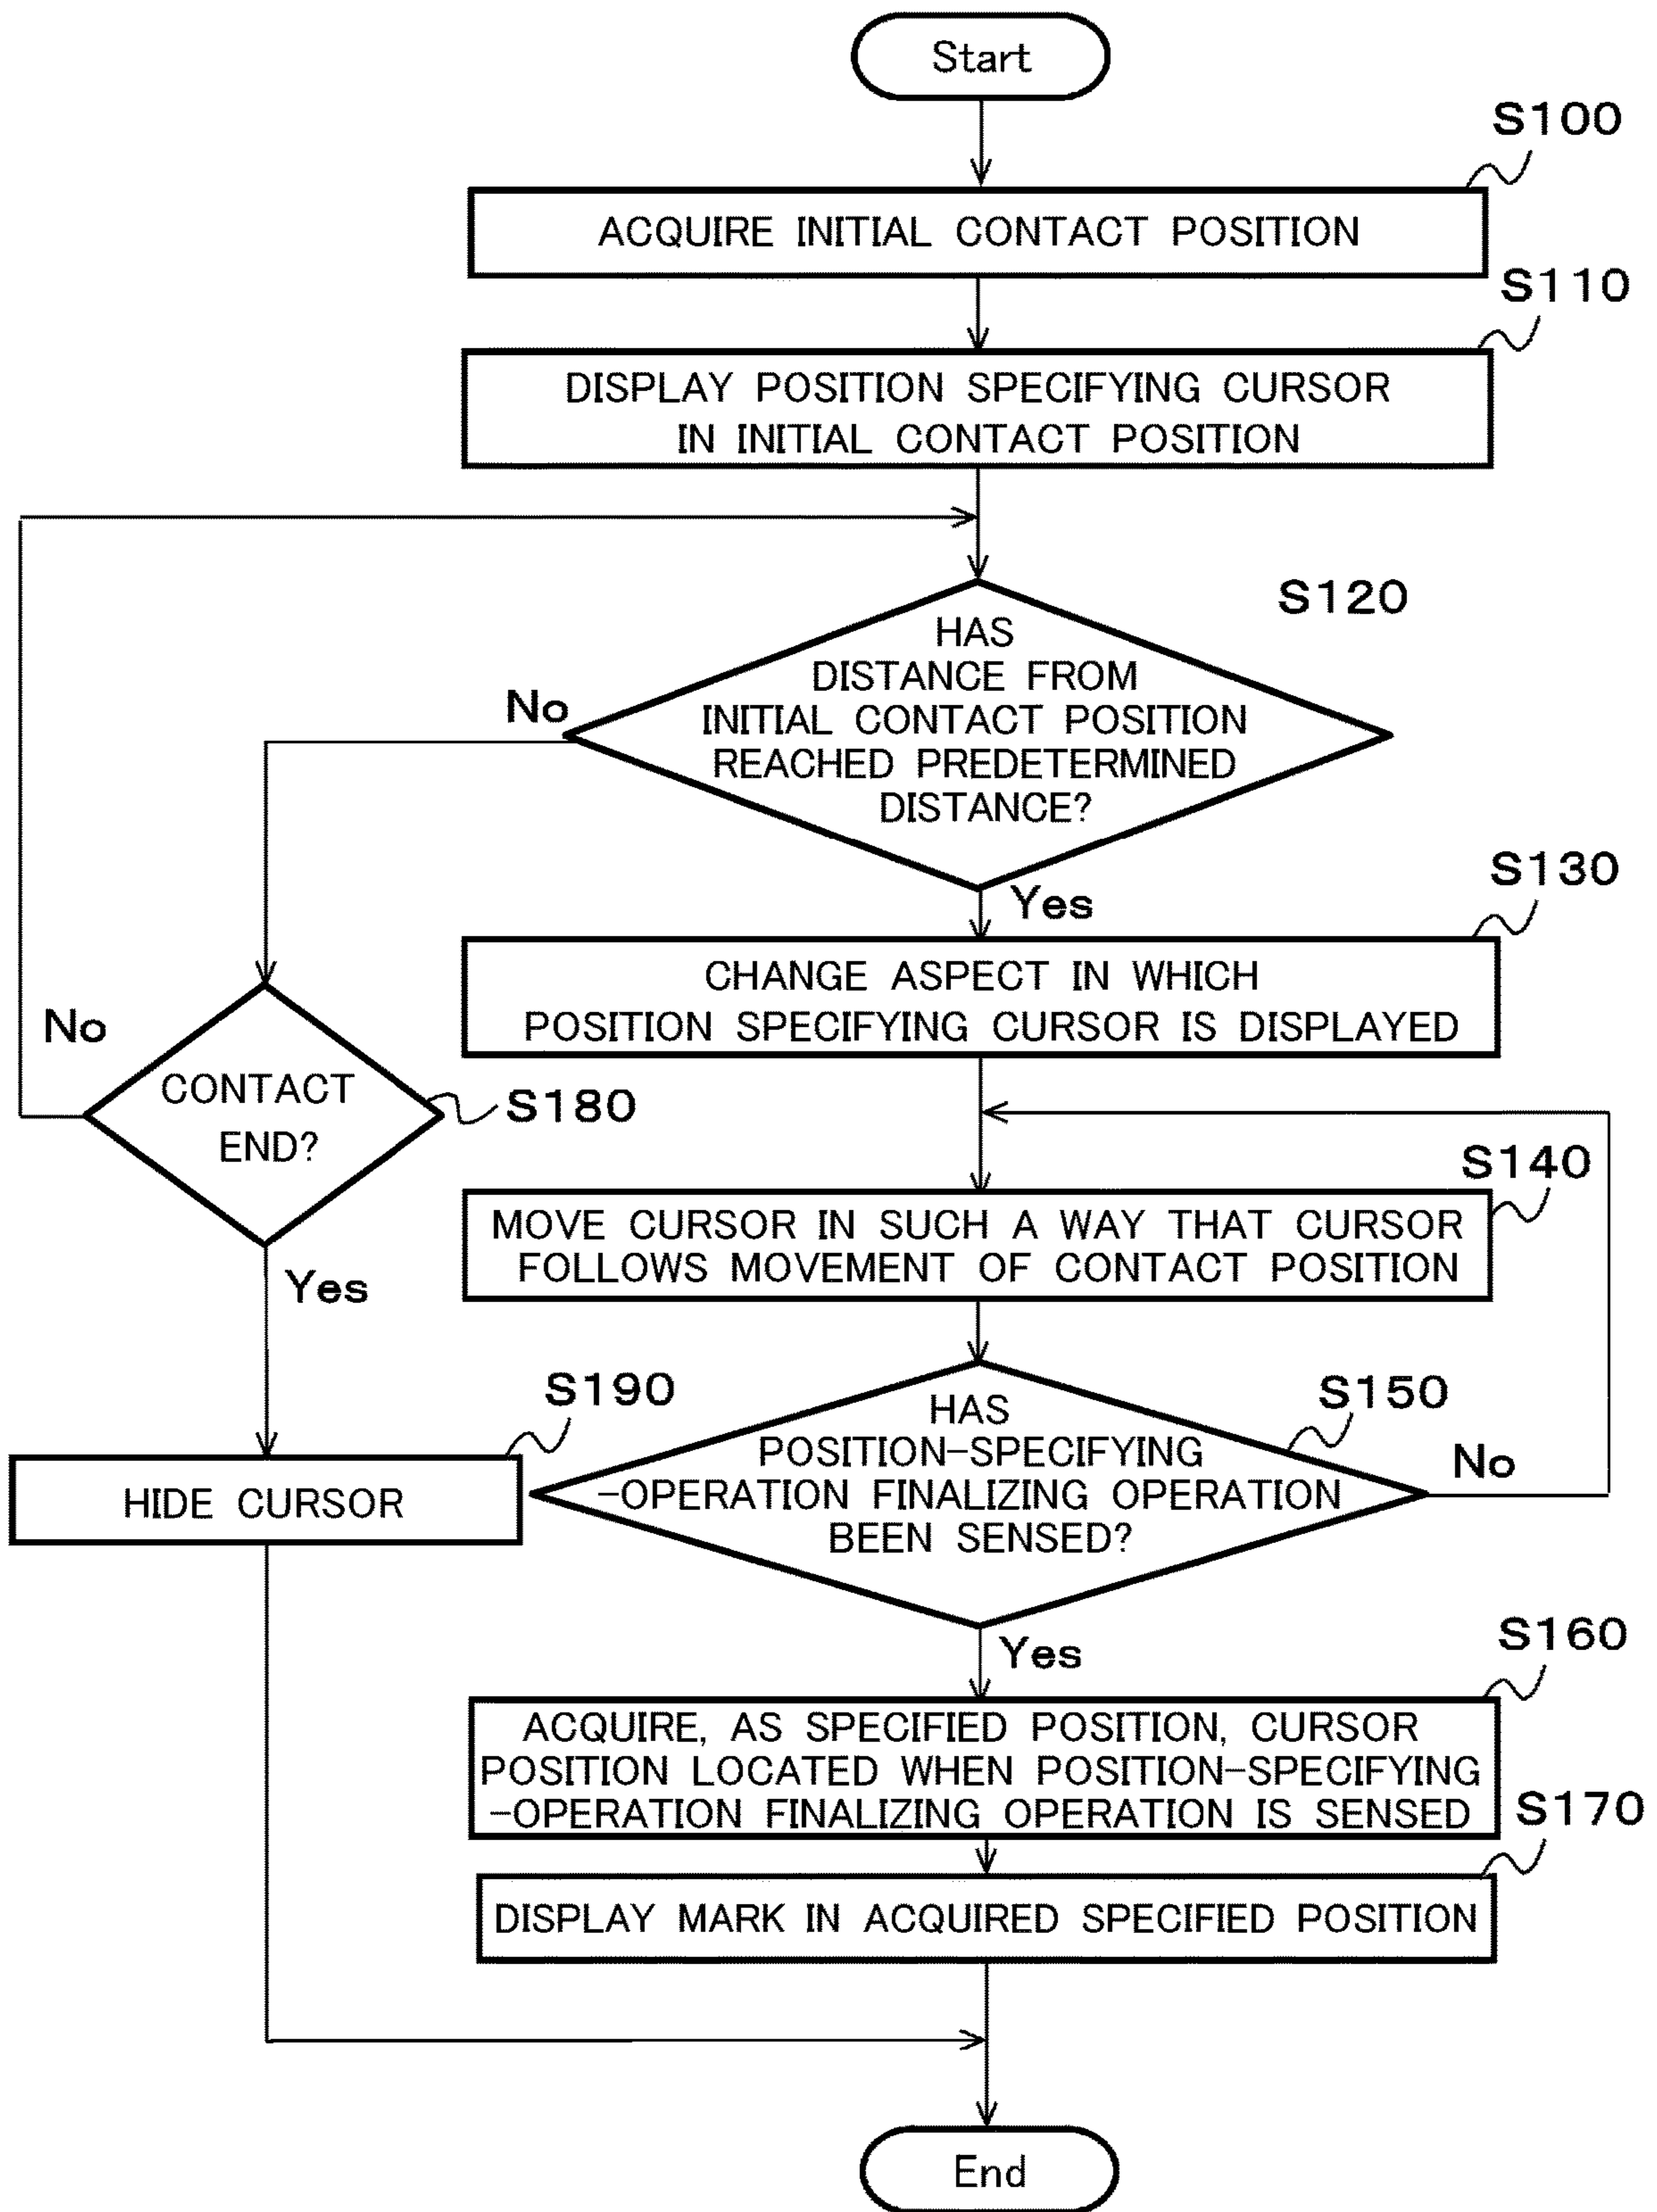 Start
S100
ACQUIRE INITIAL CONTACT POSITION
S110
DISPLAY POSITION SPECIFYING CURSOR
IN INITIAL CONTACT POSITION
S120
HAS
DISTANCE FROM
INITIAL CONTACT POSITION
REACHED PREDETERMINED
DISTANCE?
No
Yes
S130
CHANGE ASPECT IN WHICH
POSITION SPECIFYING CURSOR IS DISPLAYED
No
CONTACT
END?
S180
Yes
S140
MOVE CURSOR IN SUCH A WAY THAT CURSOR
FOLLOWS MOVEMENT OF CONTACT POSITION
S190
HIDE CURSOR
S150
HAS
POSITION-SPECIFYING
-OPERATION FINALIZING OPERATION
BEEN SENSED?
No
Yes
S160
ACQUIRE, AS SPECIFIED POSITION, CURSOR
POSITION LOCATED WHEN POSITION-SPECIFYING
-OPERATION FINALIZING OPERATION IS SENSED
S170
DISPLAY MARK IN ACQUIRED SPECIFIED POSITION
End